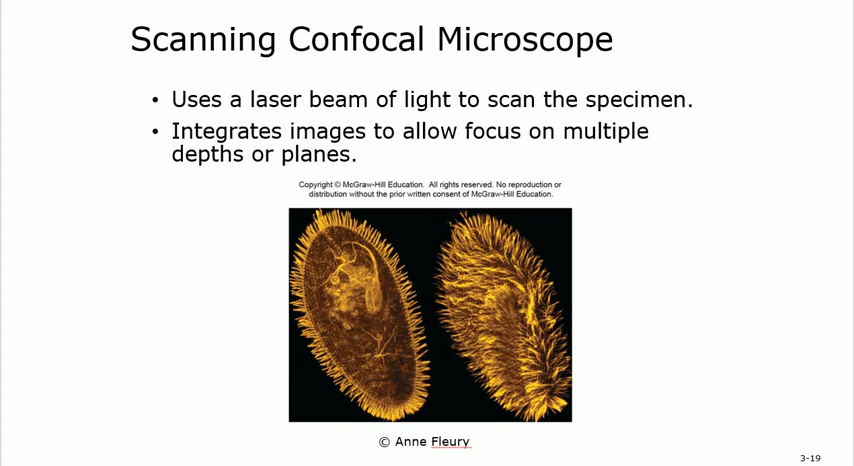 Scanning Confocal Microscope
• Uses a laser beam of light to scan the specimen.
• Integrates images to allow focus on multiple
depths or planes.
Copyright © McGraw-Hill Education. All rights reserved. No reproduction or
distribution without the prior written consent of McGraw-Hill Education.
© Anne Fleury
3-19